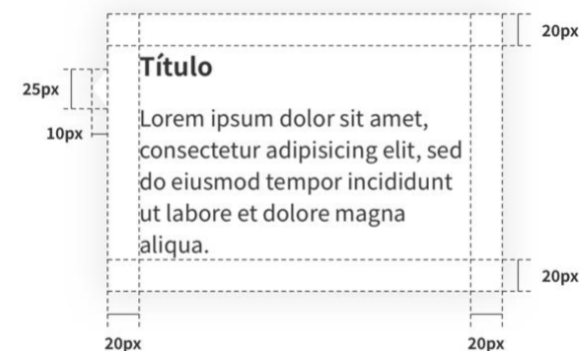 20px
Título
25px
10px
Lorem ipsum dolor sit amet,
consectetur adipisicing elit, sed
do eiusmod tempor incididunt
ut labore et dolore magna
aliqua.
20px
20px
20px